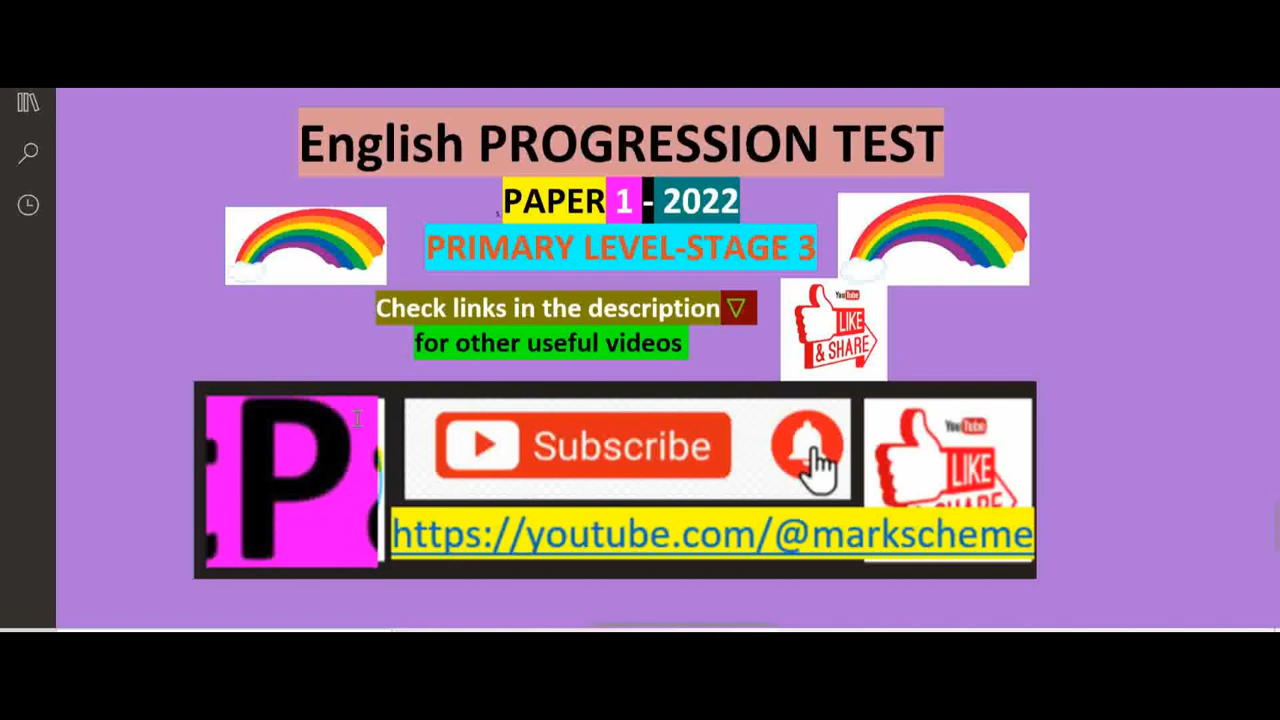 English PROGRESSION TEST
PAPER 1 - 2022
PRIMARY LEVEL-STAGE 3
Check links in the description
for other useful videos
YouTube
LIKE
& SHARE
P
Subscribe
YouTube
LIKE
SHARE
https://youtube.com/@markscheme